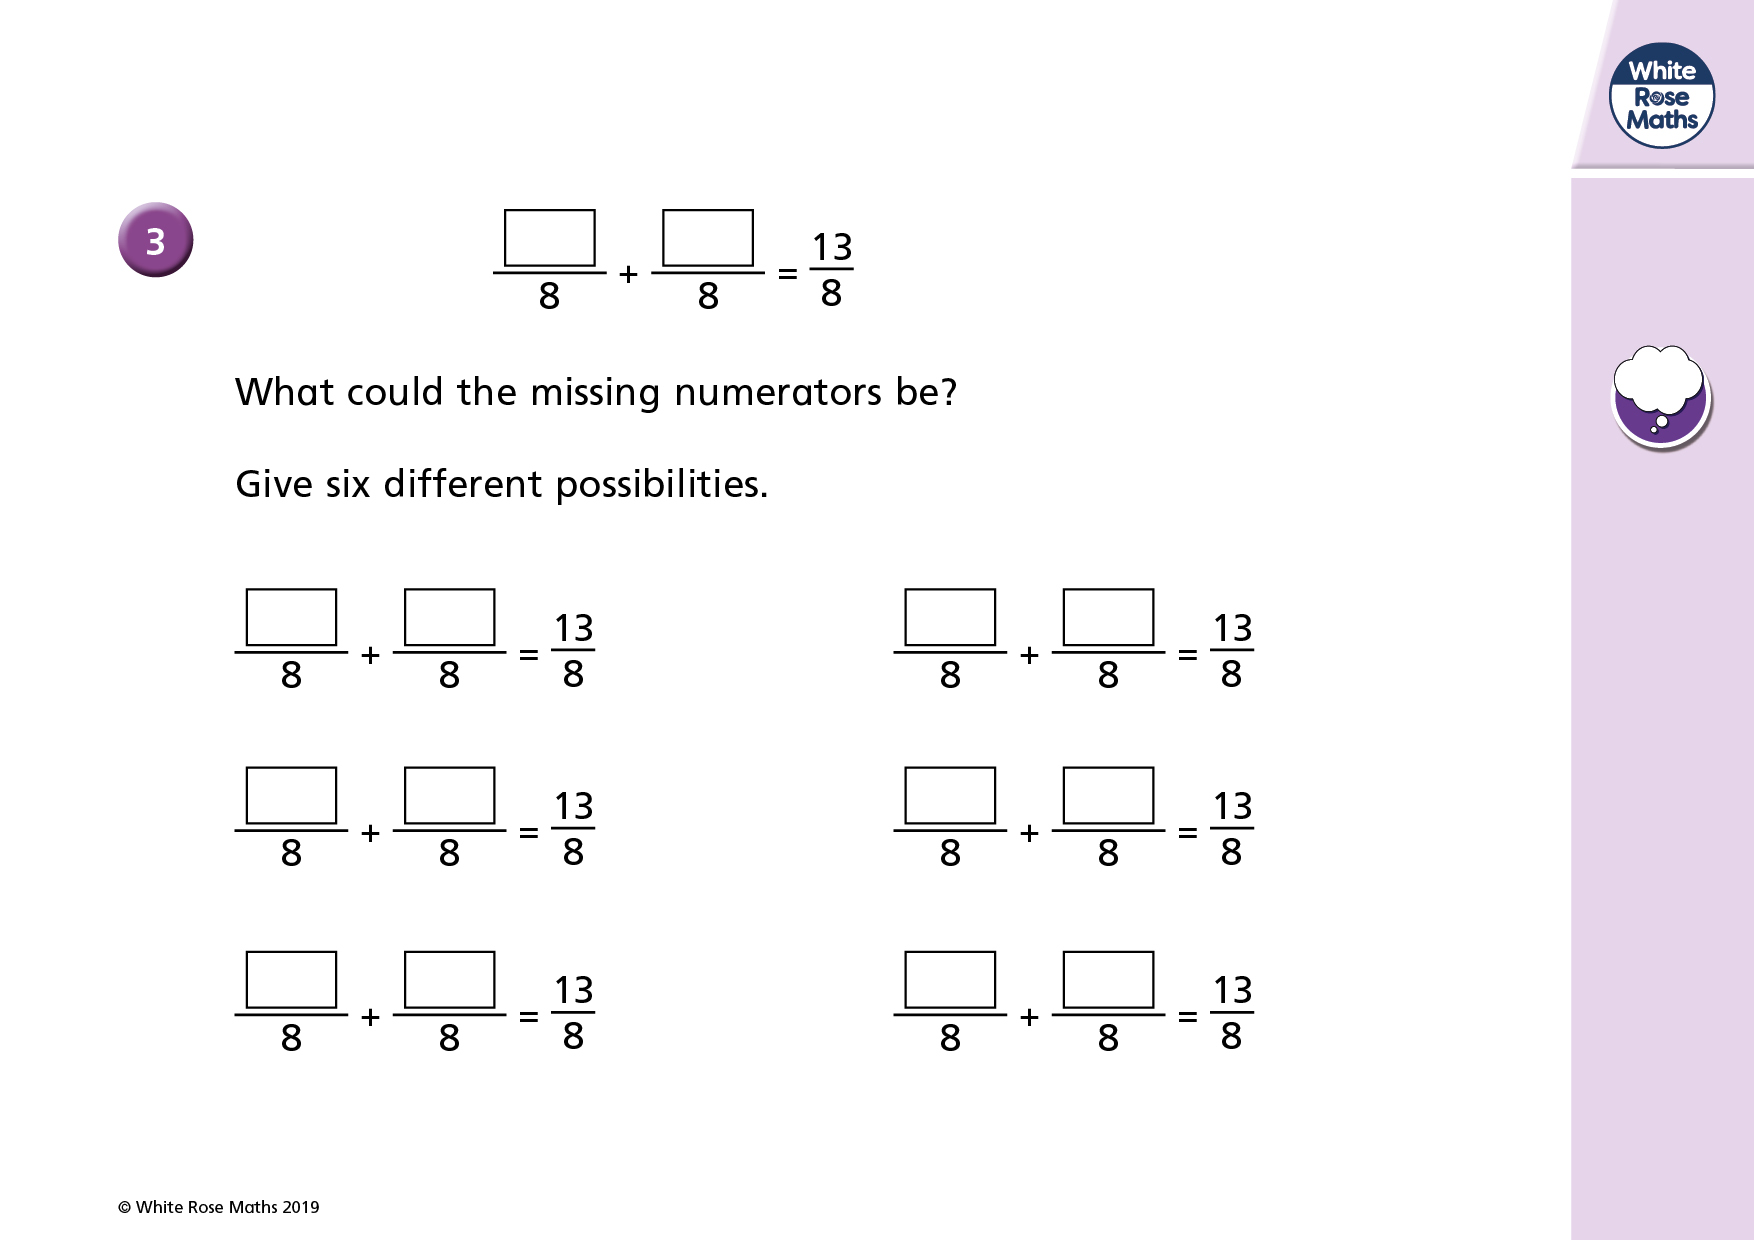 White
Rose
Maths
3
□/8 + □/8 = 13/8
What could the missing numerators be?
Give six different possibilities.
□/8 + □/8 = 13/8 □/8 + □/8 = 13/8
□/8 + □/8 = 13/8 □/8 + □/8 = 13/8
□/8 + □/8 = 13/8 □/8 + □/8 = 13/8
© White Rose Maths 2019